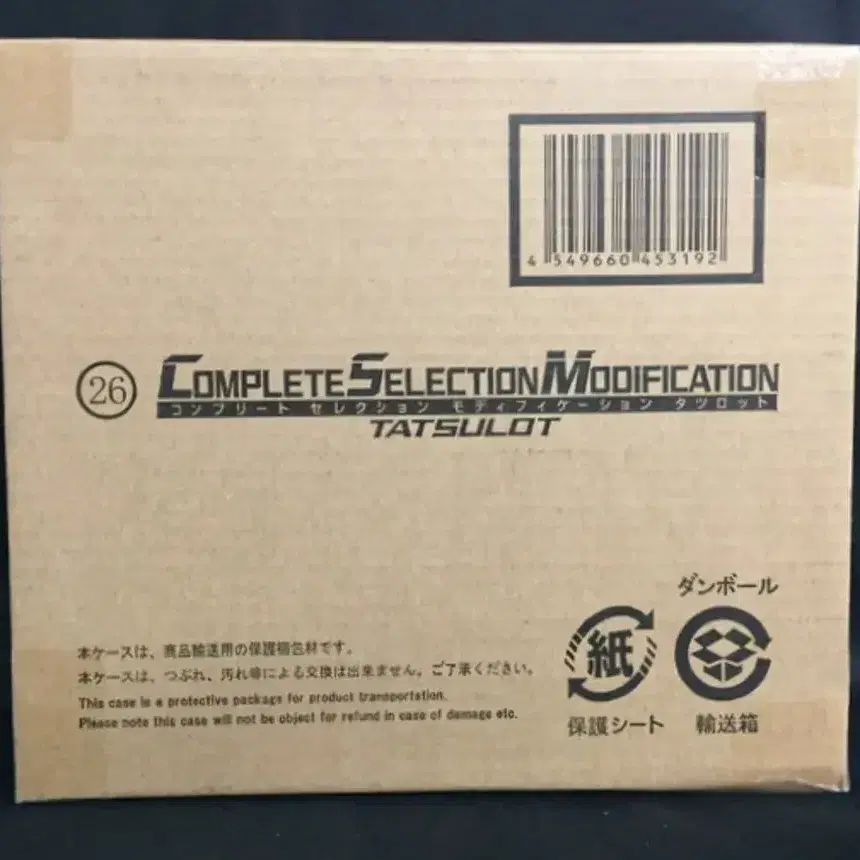 4 549660 453192
26 COMPLETE SELECTION MODIFICATION
コンプリート セレクション モディフィケーション タツロット
TATSULOT
ダンボール
紙
保護シート 輸送箱
本ケースは、商品輸送用の保護梱包材です。
本ケースは、つぶれ、汚れ等による交換は出来ません。ご了承ください。
This case is a protective package for product transportation.
Please note this case will not be object for refund in case of damage etc.